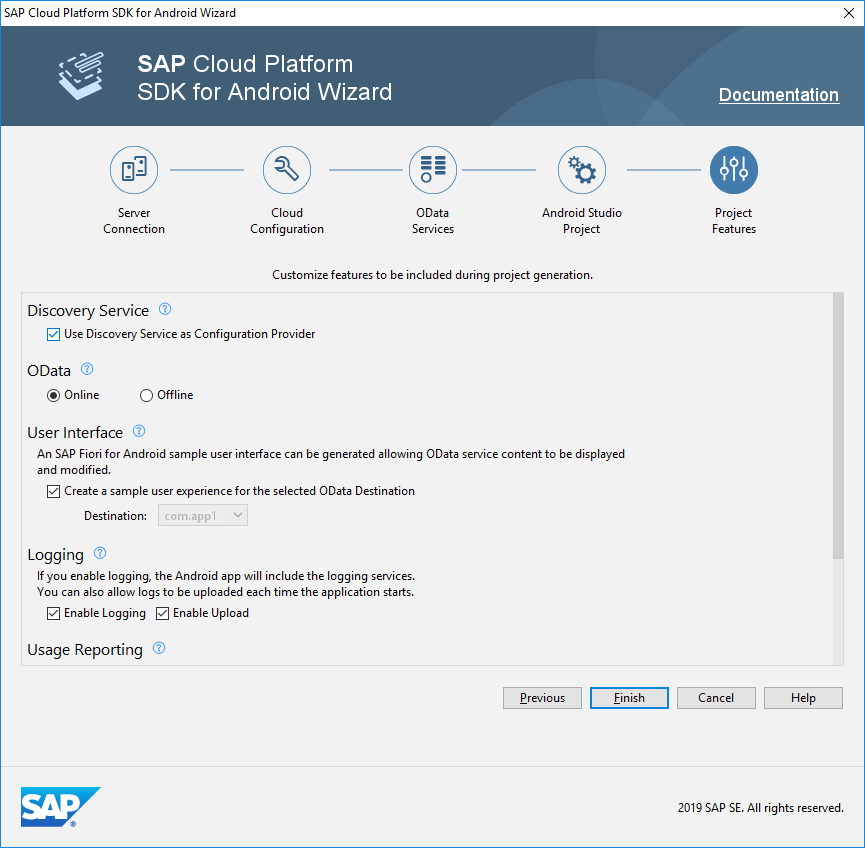 SAP Cloud Platform SDK for Android Wizard
SAP Cloud Platform
SDK for Android Wizard
Documentation
Server
Connection
Cloud
Configuration
OData
Services
Android Studio
Project
Project
Features
Customize features to be included during project generation.
Discovery Service ?
Use Discovery Service as Configuration Provider
OData ?
Online Offline
User Interface ?
An SAP Fiori for Android sample user interface can be generated allowing OData service content to be displayed
and modified.
Create a sample user experience for the selected OData Destination
Destination: com.app1
Logging ?
If you enable logging, the Android app will include the logging services.
You can also allow logs to be uploaded each time the application starts.
Enable Logging Enable Upload
Usage Reporting ?
Previous Finish Cancel Help
SAP ®
2019 SAP SE. All rights reserved.